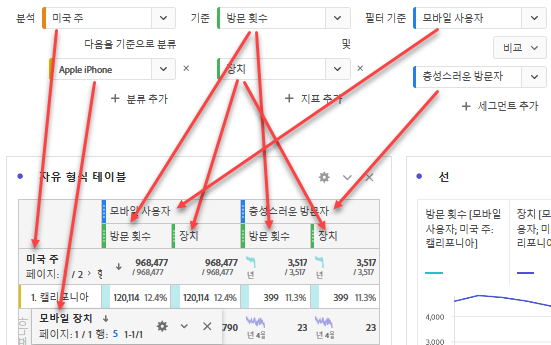 분석 미국 주 기준 방문 횟수 필터 기준 모바일 사용자
다음을 기준으로 분류 및 비교
Apple iPhone × 장치 × 충성스러운 방문자
+ 분류 추가 + 지표 추가 + 세그먼트 추가
자유 형식 테이블 선
모바일 사용자 충성스러운 방문자
방문 횟수 장치 방문 횟수 장치
방문 횟수 [모바일
사용자; 미국 주:
캘리포니아]
장치 [모
용자; 미
리포니아
미국 주 968,477 968,477 3,517 3,517
페이지: / 2 > / 968,477 / 968,477 년 / 3,517 년 / 3,517
1. 캘리포니아 120,114 12.4% 120,114 12.4% 399 11.3% 399 11.3%
모바일 장치 790 23 23
페이지: 1 / 1 행: 5 1-1/1 년 4월 년 4월
4,000
3,000